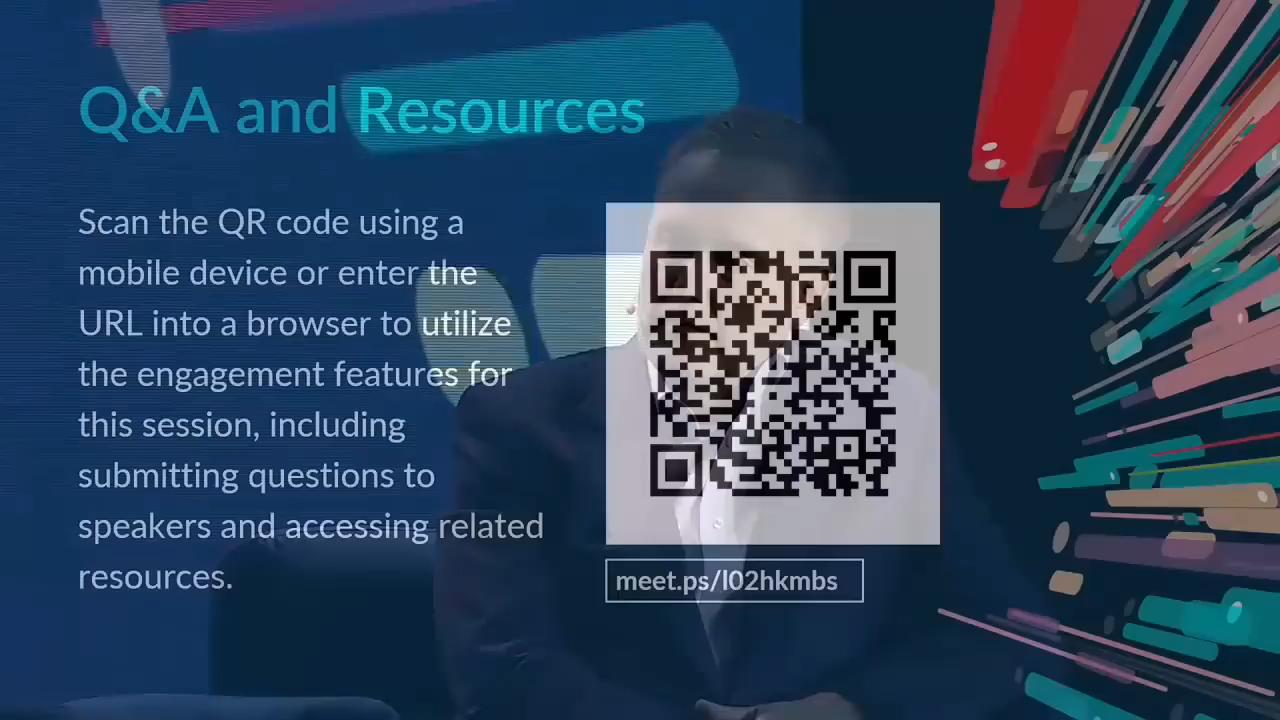 Q&A and Resources
Scan the QR code using a
mobile device or enter the
URL into a browser to utilize
the engagement features for
this session, including
submitting questions to
speakers and accessing related
resources.
meet.ps/l02hkmbs